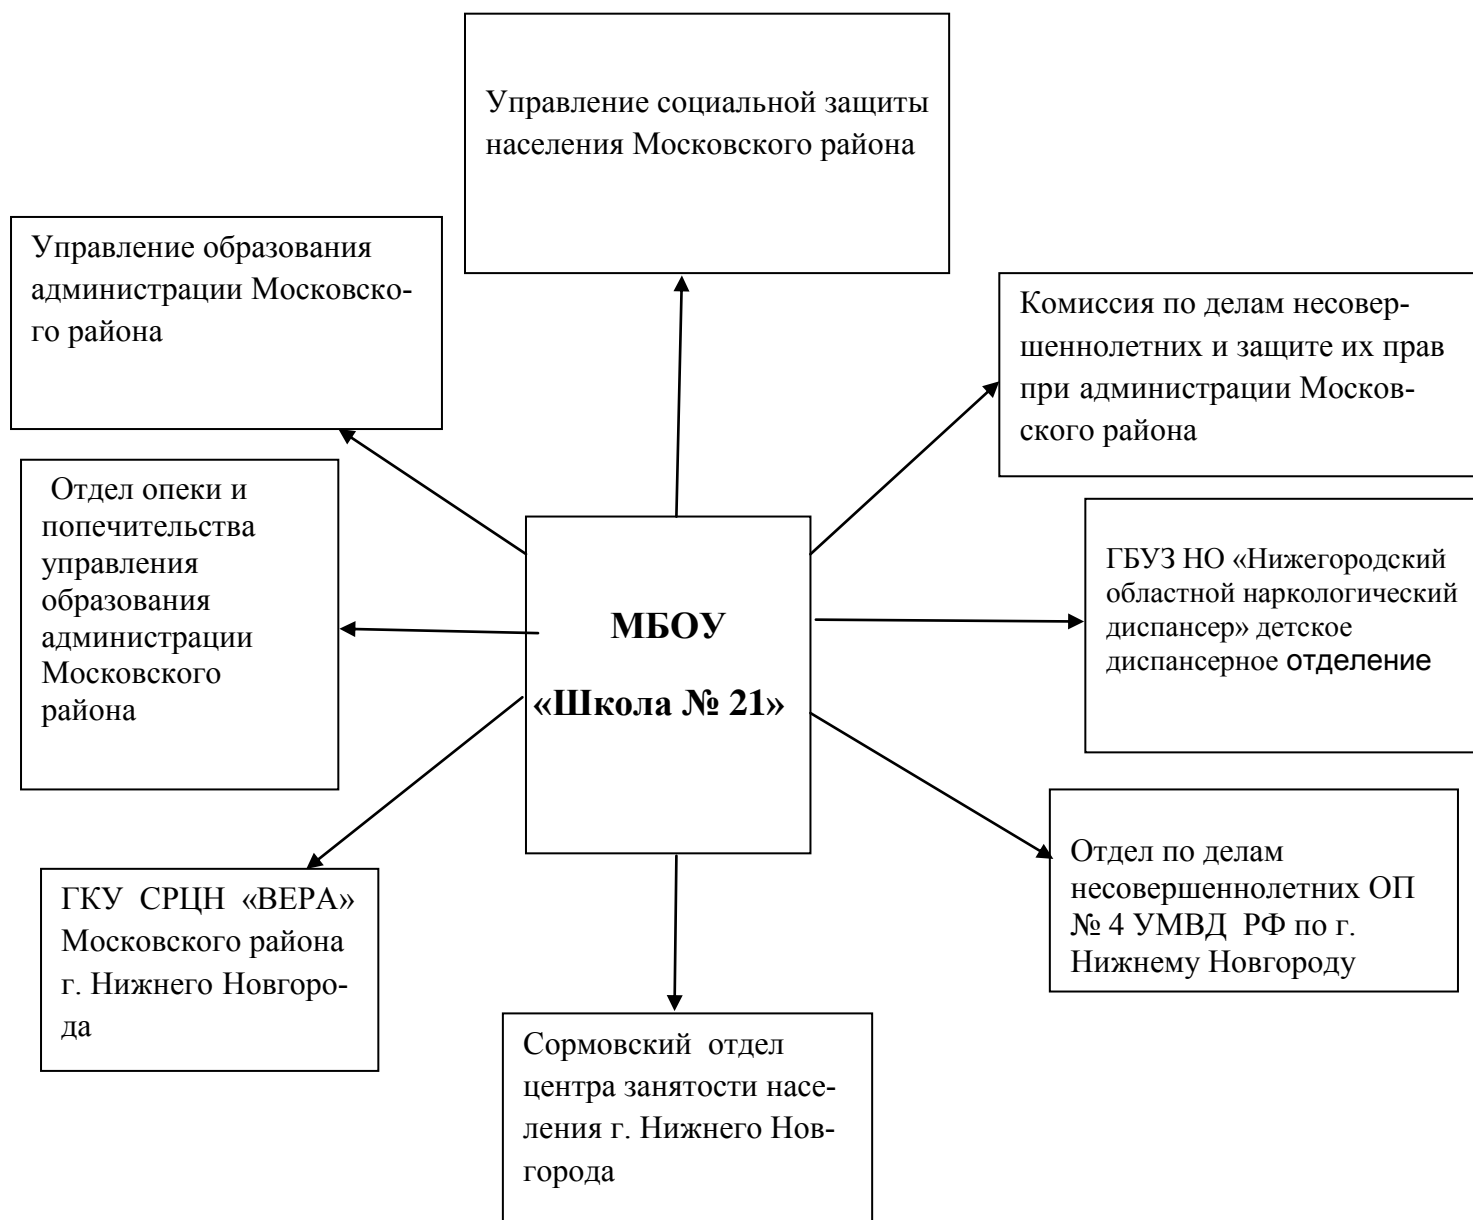 Управление социальной защиты
населения Московского района
Управление образования
администрации Московско-
го района
Комиссия по делам несовер-
шеннолетних и защите их прав
при администрации Москов-
ского района
Отдел опеки и
попечительства
управления
образования
администрации
Московского
района
ГБУЗ НО «Нижегородский
областной наркологический
диспансер» детское
диспансерное отделение
МБОУ
«Школа № 21»
Отдел по делам
несовершеннолетних ОП
№ 4 УМВД РФ по г.
Нижнему Новгороду
ГКУ СРЦН «ВЕРА»
Московского района
г. Нижнего Новгоро-
да
Сормовский отдел
центра занятости насе-
ления г. Нижнего Нов-
города